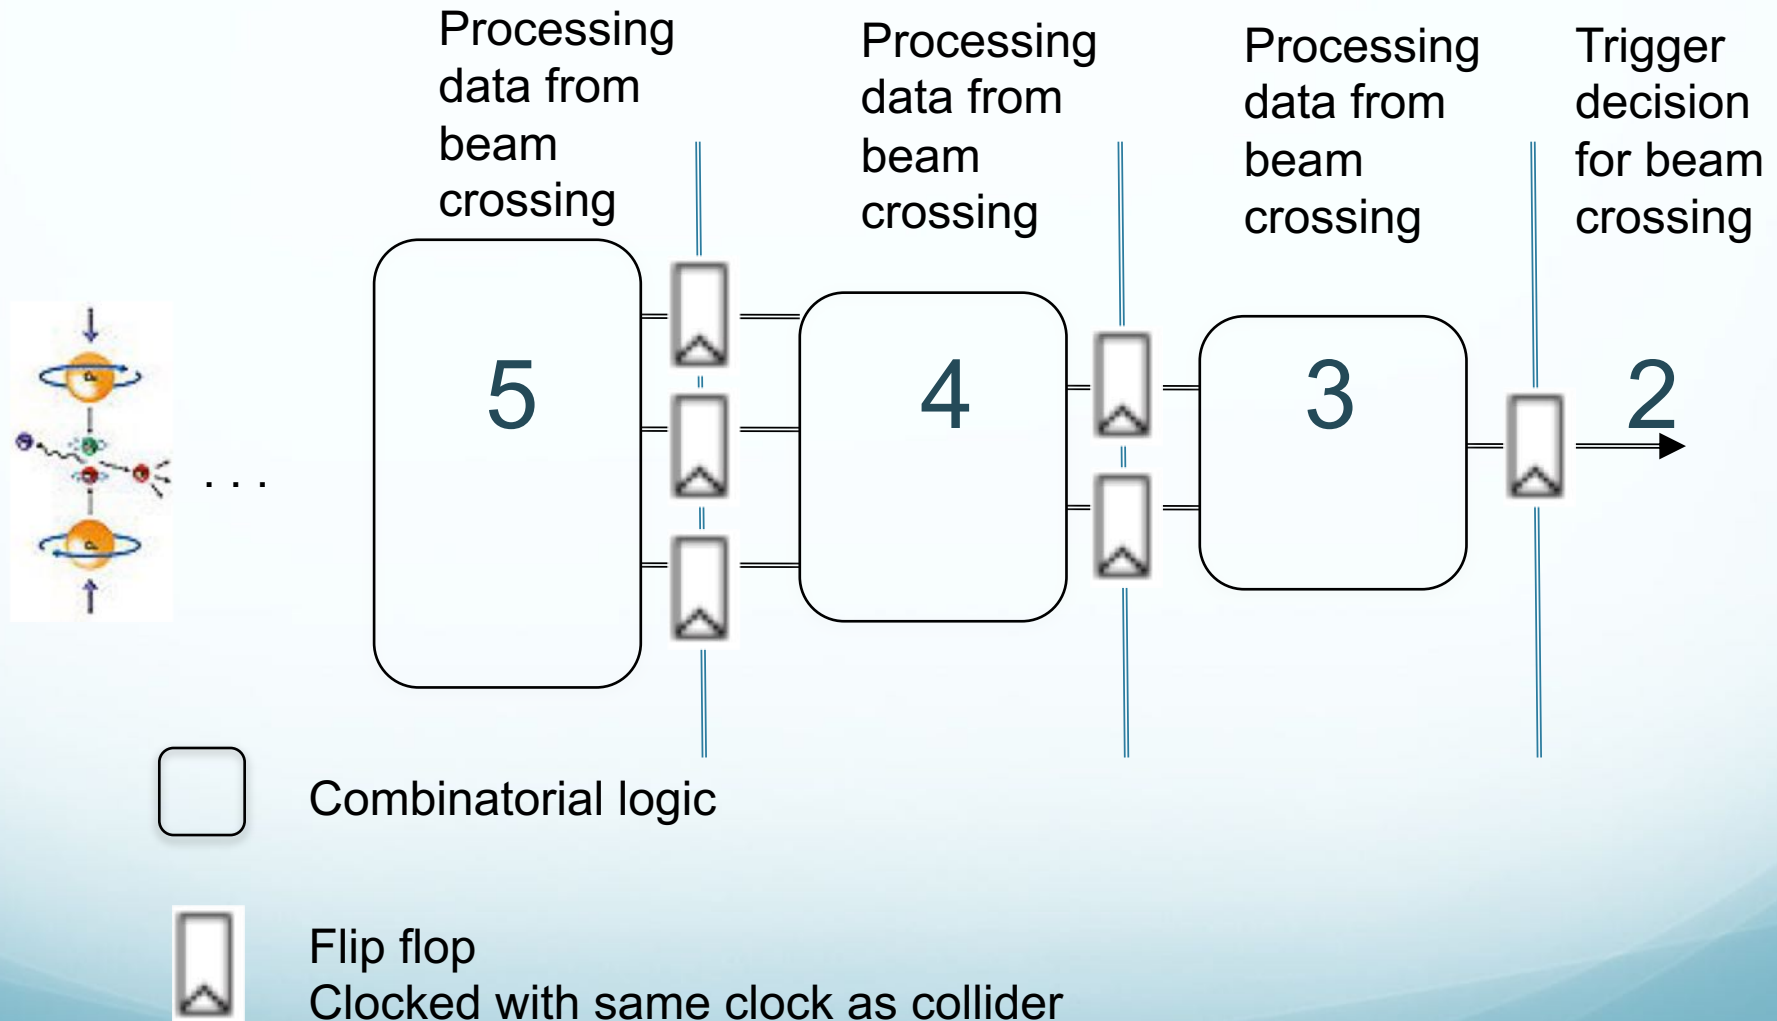 Processing
data from
beam
crossing
Processing
data from
beam
crossing
Processing
data from
beam
crossing
Trigger
decision
for beam
crossing
5
4
3
2
. . .
Combinatorial logic
Flip flop
Clocked with same clock as collider